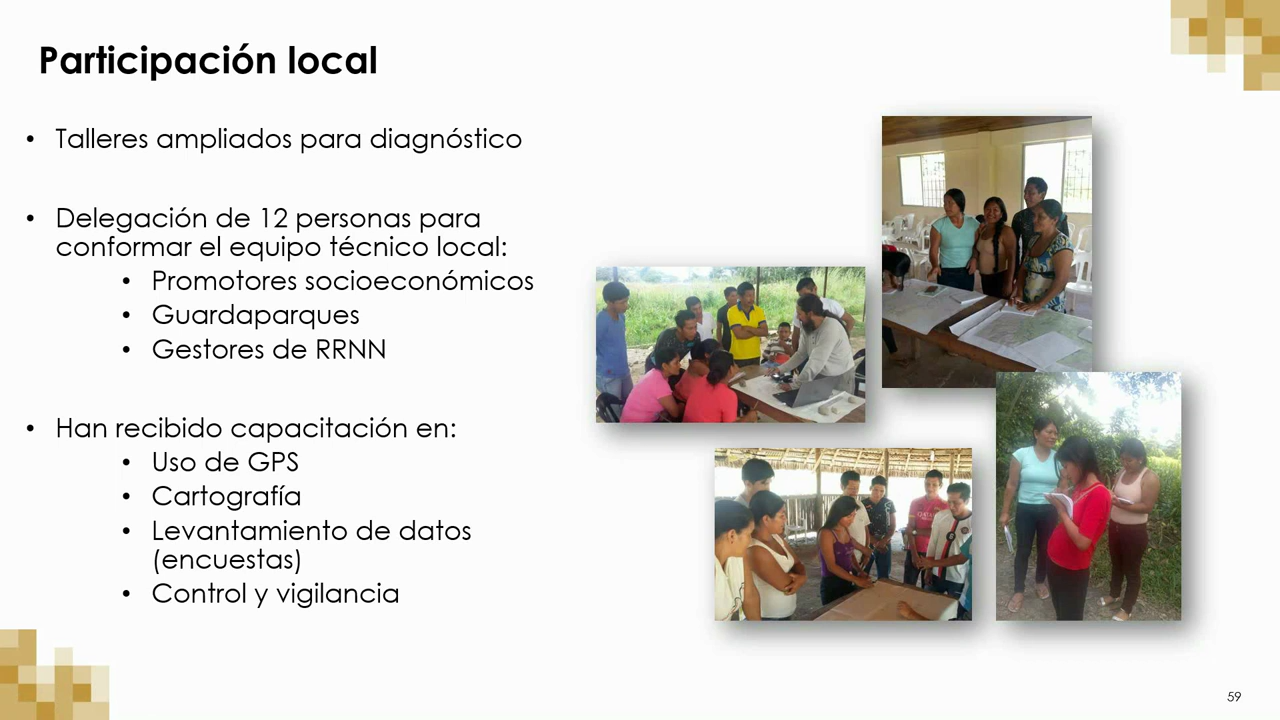 Participación local
• Talleres ampliados para diagnóstico
• Delegación de 12 personas para
conformar el equipo técnico local:
• Promotores socioeconómicos
• Guardaparques
• Gestores de RRNN
• Han recibido capacitación en:
• Uso de GPS
• Cartografía
• Levantamiento de datos
(encuestas)
• Control y vigilancia
59